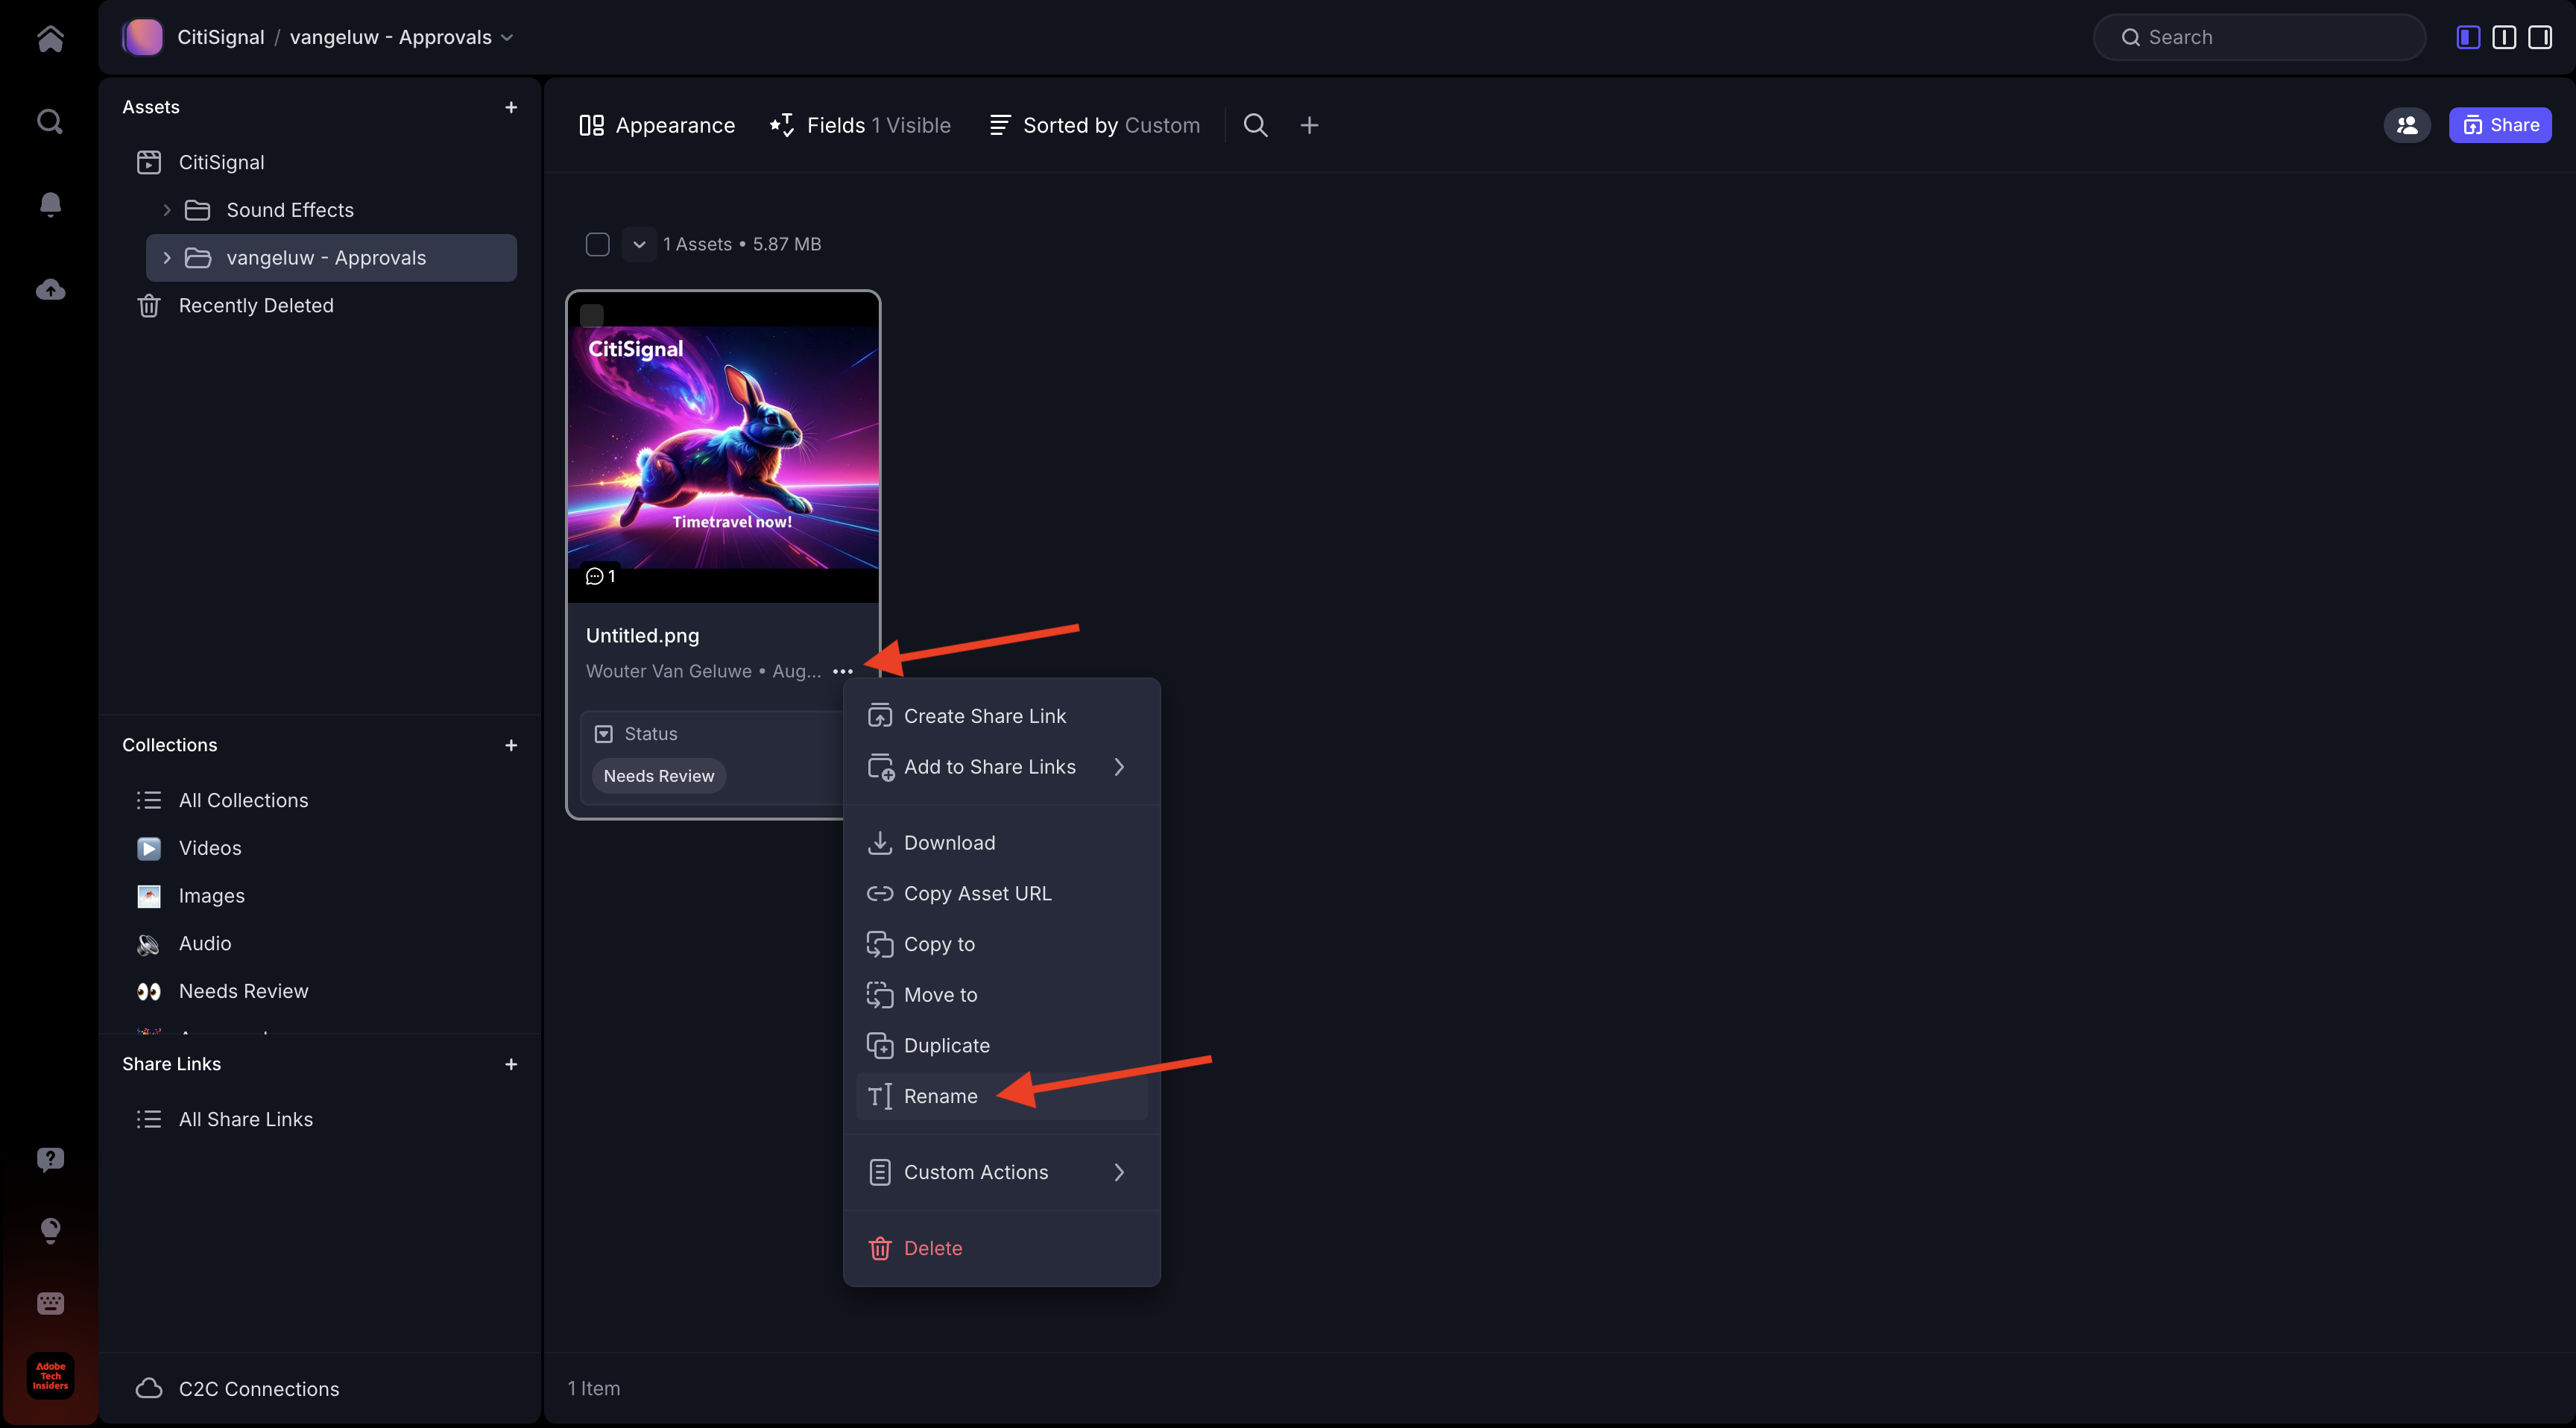 CitiSignal / vangeluw - Approvals
Search
Assets
CitiSignal
Sound Effects
vangeluw - Approvals
Recently Deleted
Collections
All Collections
Videos
Images
Audio
Needs Review
Share Links
All Share Links
C2C Connections
Adobe
Tech
Insiders
Appearance
Fields 1 Visible
Sorted by Custom
Share
1 Assets • 5.87 MB
CitiSignal
Timetravel now!
1
Untitled.png
Wouter Van Geluwe • Aug...
Status
Needs Review
Create Share Link
Add to Share Links
Download
Copy Asset URL
Copy to
Move to
Duplicate
Rename
Custom Actions
Delete
1 Item